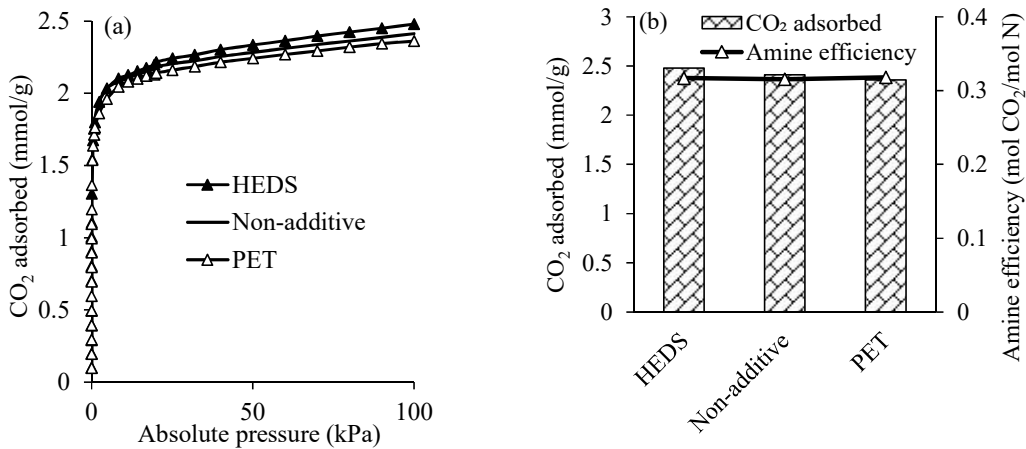 (a)
CO₂ adsorbed (mmol/g)
2.5
2
1.5
1
0.5
0
HEDS
Non-additive
PET
0
50
100
Absolute pressure (kPa)
(b)
CO₂ adsorbed (mmol/g)
3
2.5
2
1.5
1
0.5
0
CO₂ adsorbed
Amine efficiency
0.4
0.3
0.2
0.1
0
Amine efficiency (mol CO₂/mol N)
HEDS
Non-additive
PET